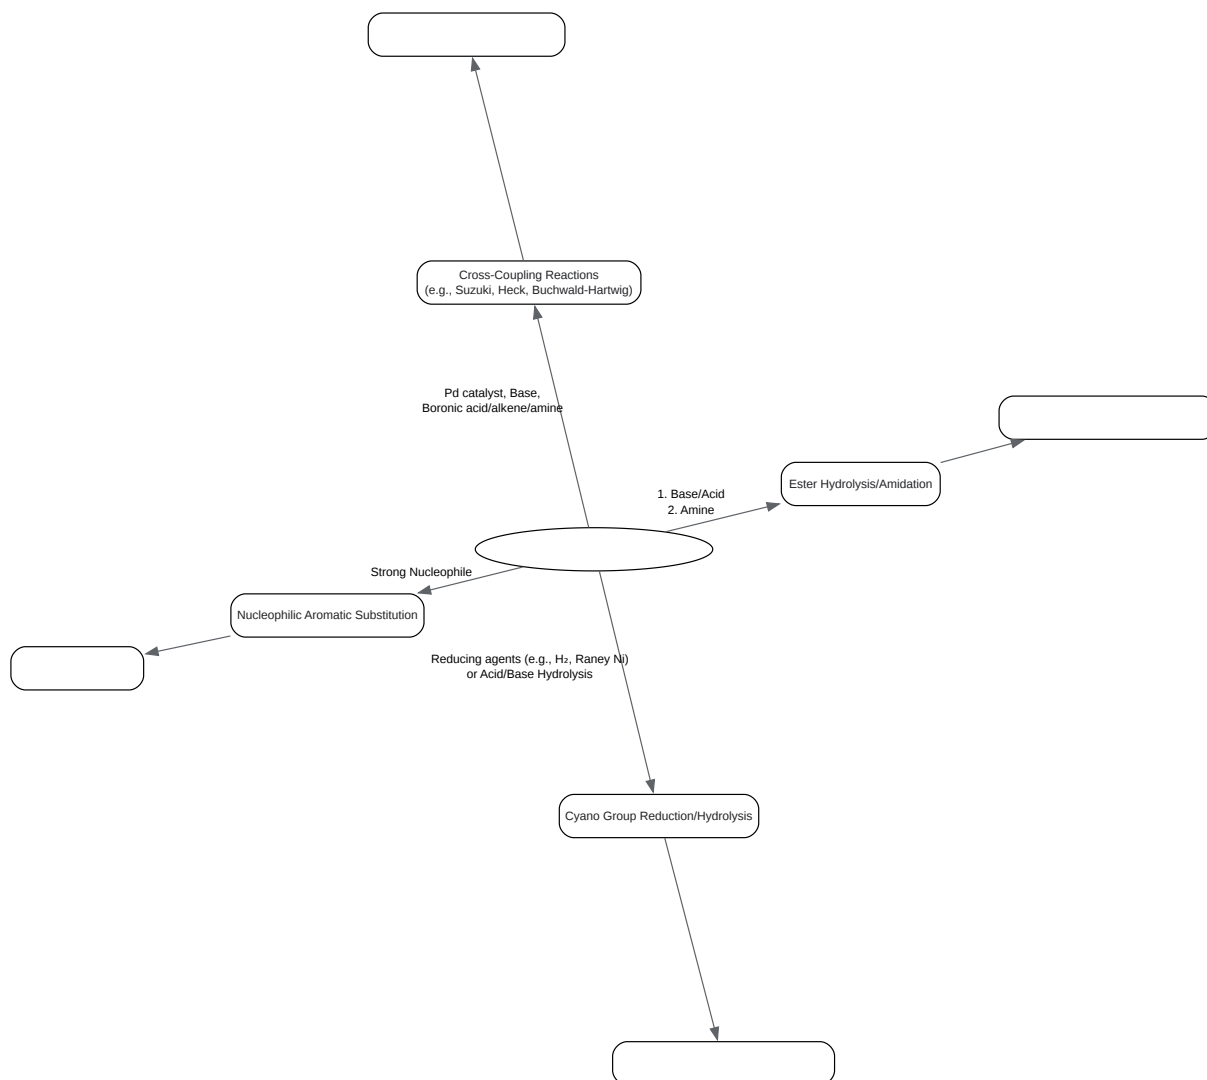 Cross-Coupling Reactions
(e.g., Suzuki, Heck, Buchwald-Hartwig)
Pd catalyst, Base,
Boronic acid/alkene/amine
Ester Hydrolysis/Amidation
1. Base/Acid
2. Amine
Strong Nucleophile
Nucleophilic Aromatic Substitution
Reducing agents (e.g., H₂, Raney Ni)
or Acid/Base Hydrolysis
Cyano Group Reduction/Hydrolysis